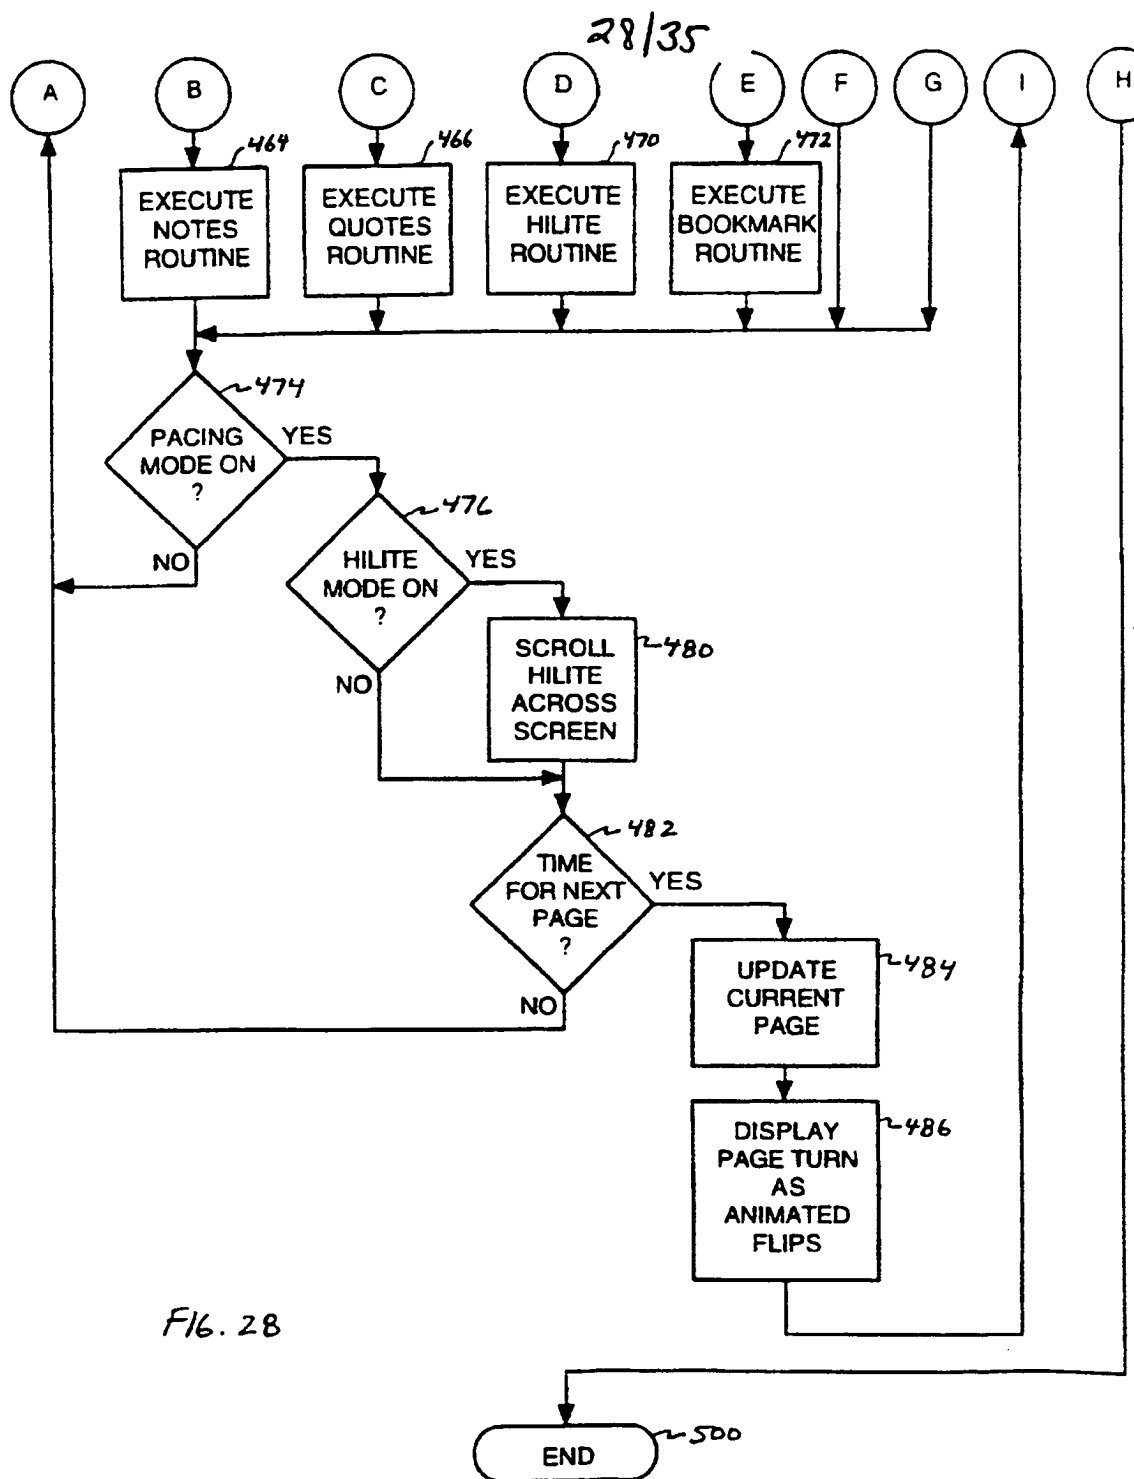 28/35
A B C D E F G I H
464 466 470 472
EXECUTE
NOTES
ROUTINE
EXECUTE
QUOTES
ROUTINE
EXECUTE
HILITE
ROUTINE
EXECUTE
BOOKMARK
ROUTINE
474
PACING
MODE ON
?
YES
NO
476
HILITE
MODE ON
?
YES
NO
480
SCROLL
HILITE
ACROSS
SCREEN
482
TIME
FOR NEXT
PAGE
?
YES
NO
484
UPDATE
CURRENT
PAGE
486
DISPLAY
PAGE TURN
AS
ANIMATED
FLIPS
FIG. 28
500
END